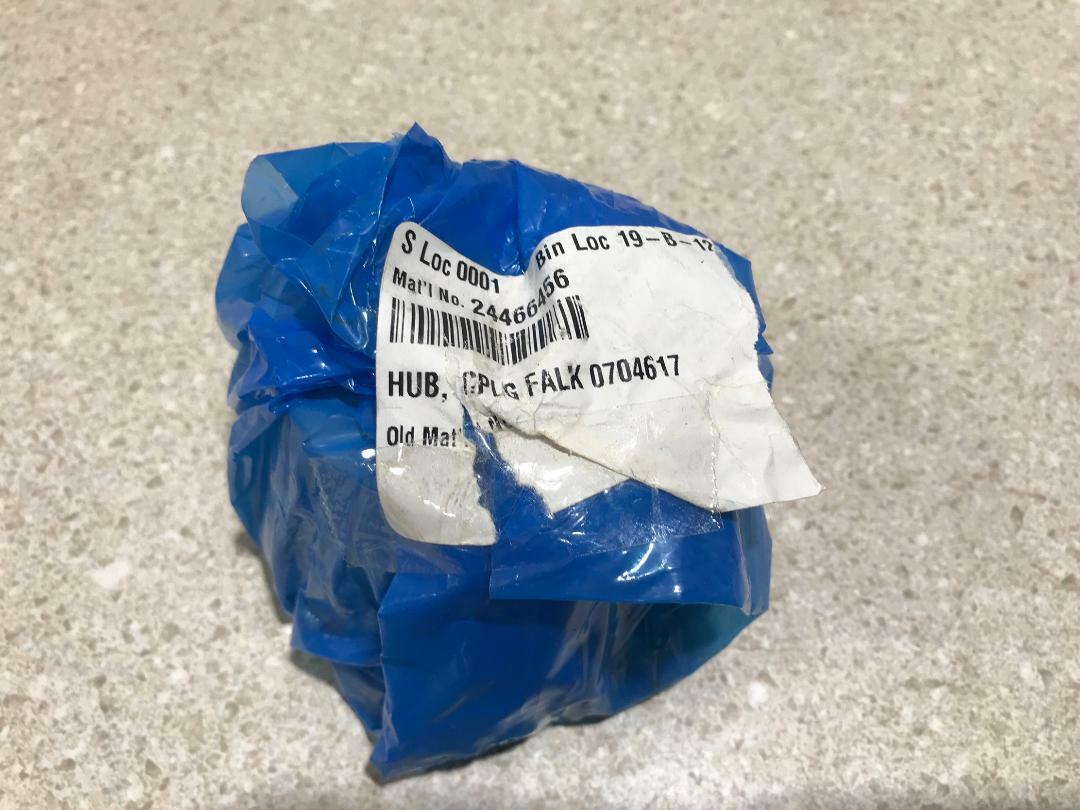 S Loc 0001 Bin Loc 19-B-12
Mat'l No. 24466456
HUB, CPLG FALK 0704617
Old Mat'l